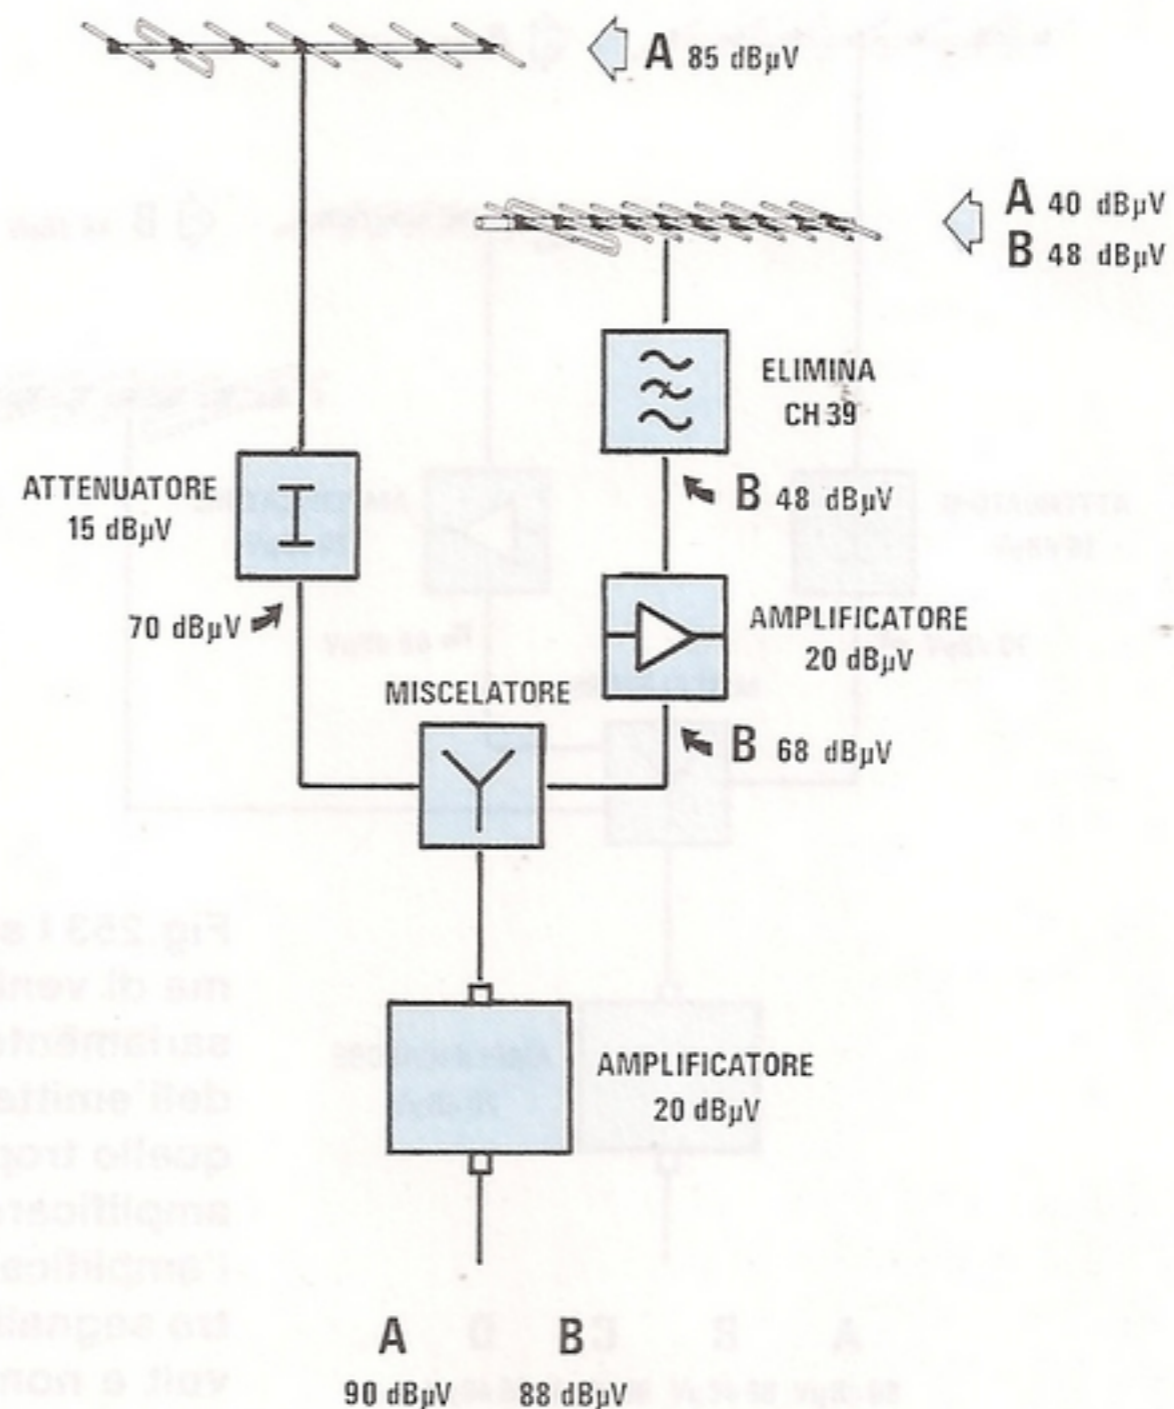 A 85 dBµV
A 40 dBµV
B 48 dBµV
ELIMINA
CH 39
B 48 dBµV
ATTENUATORE
15 dBµV
70 dBµV
AMPLIFICATORE
20 dBµV
MISCELATORE
B 68 dBµV
AMPLIFICATORE
20 dBµV
A B
90 dBµV 88 dBµV